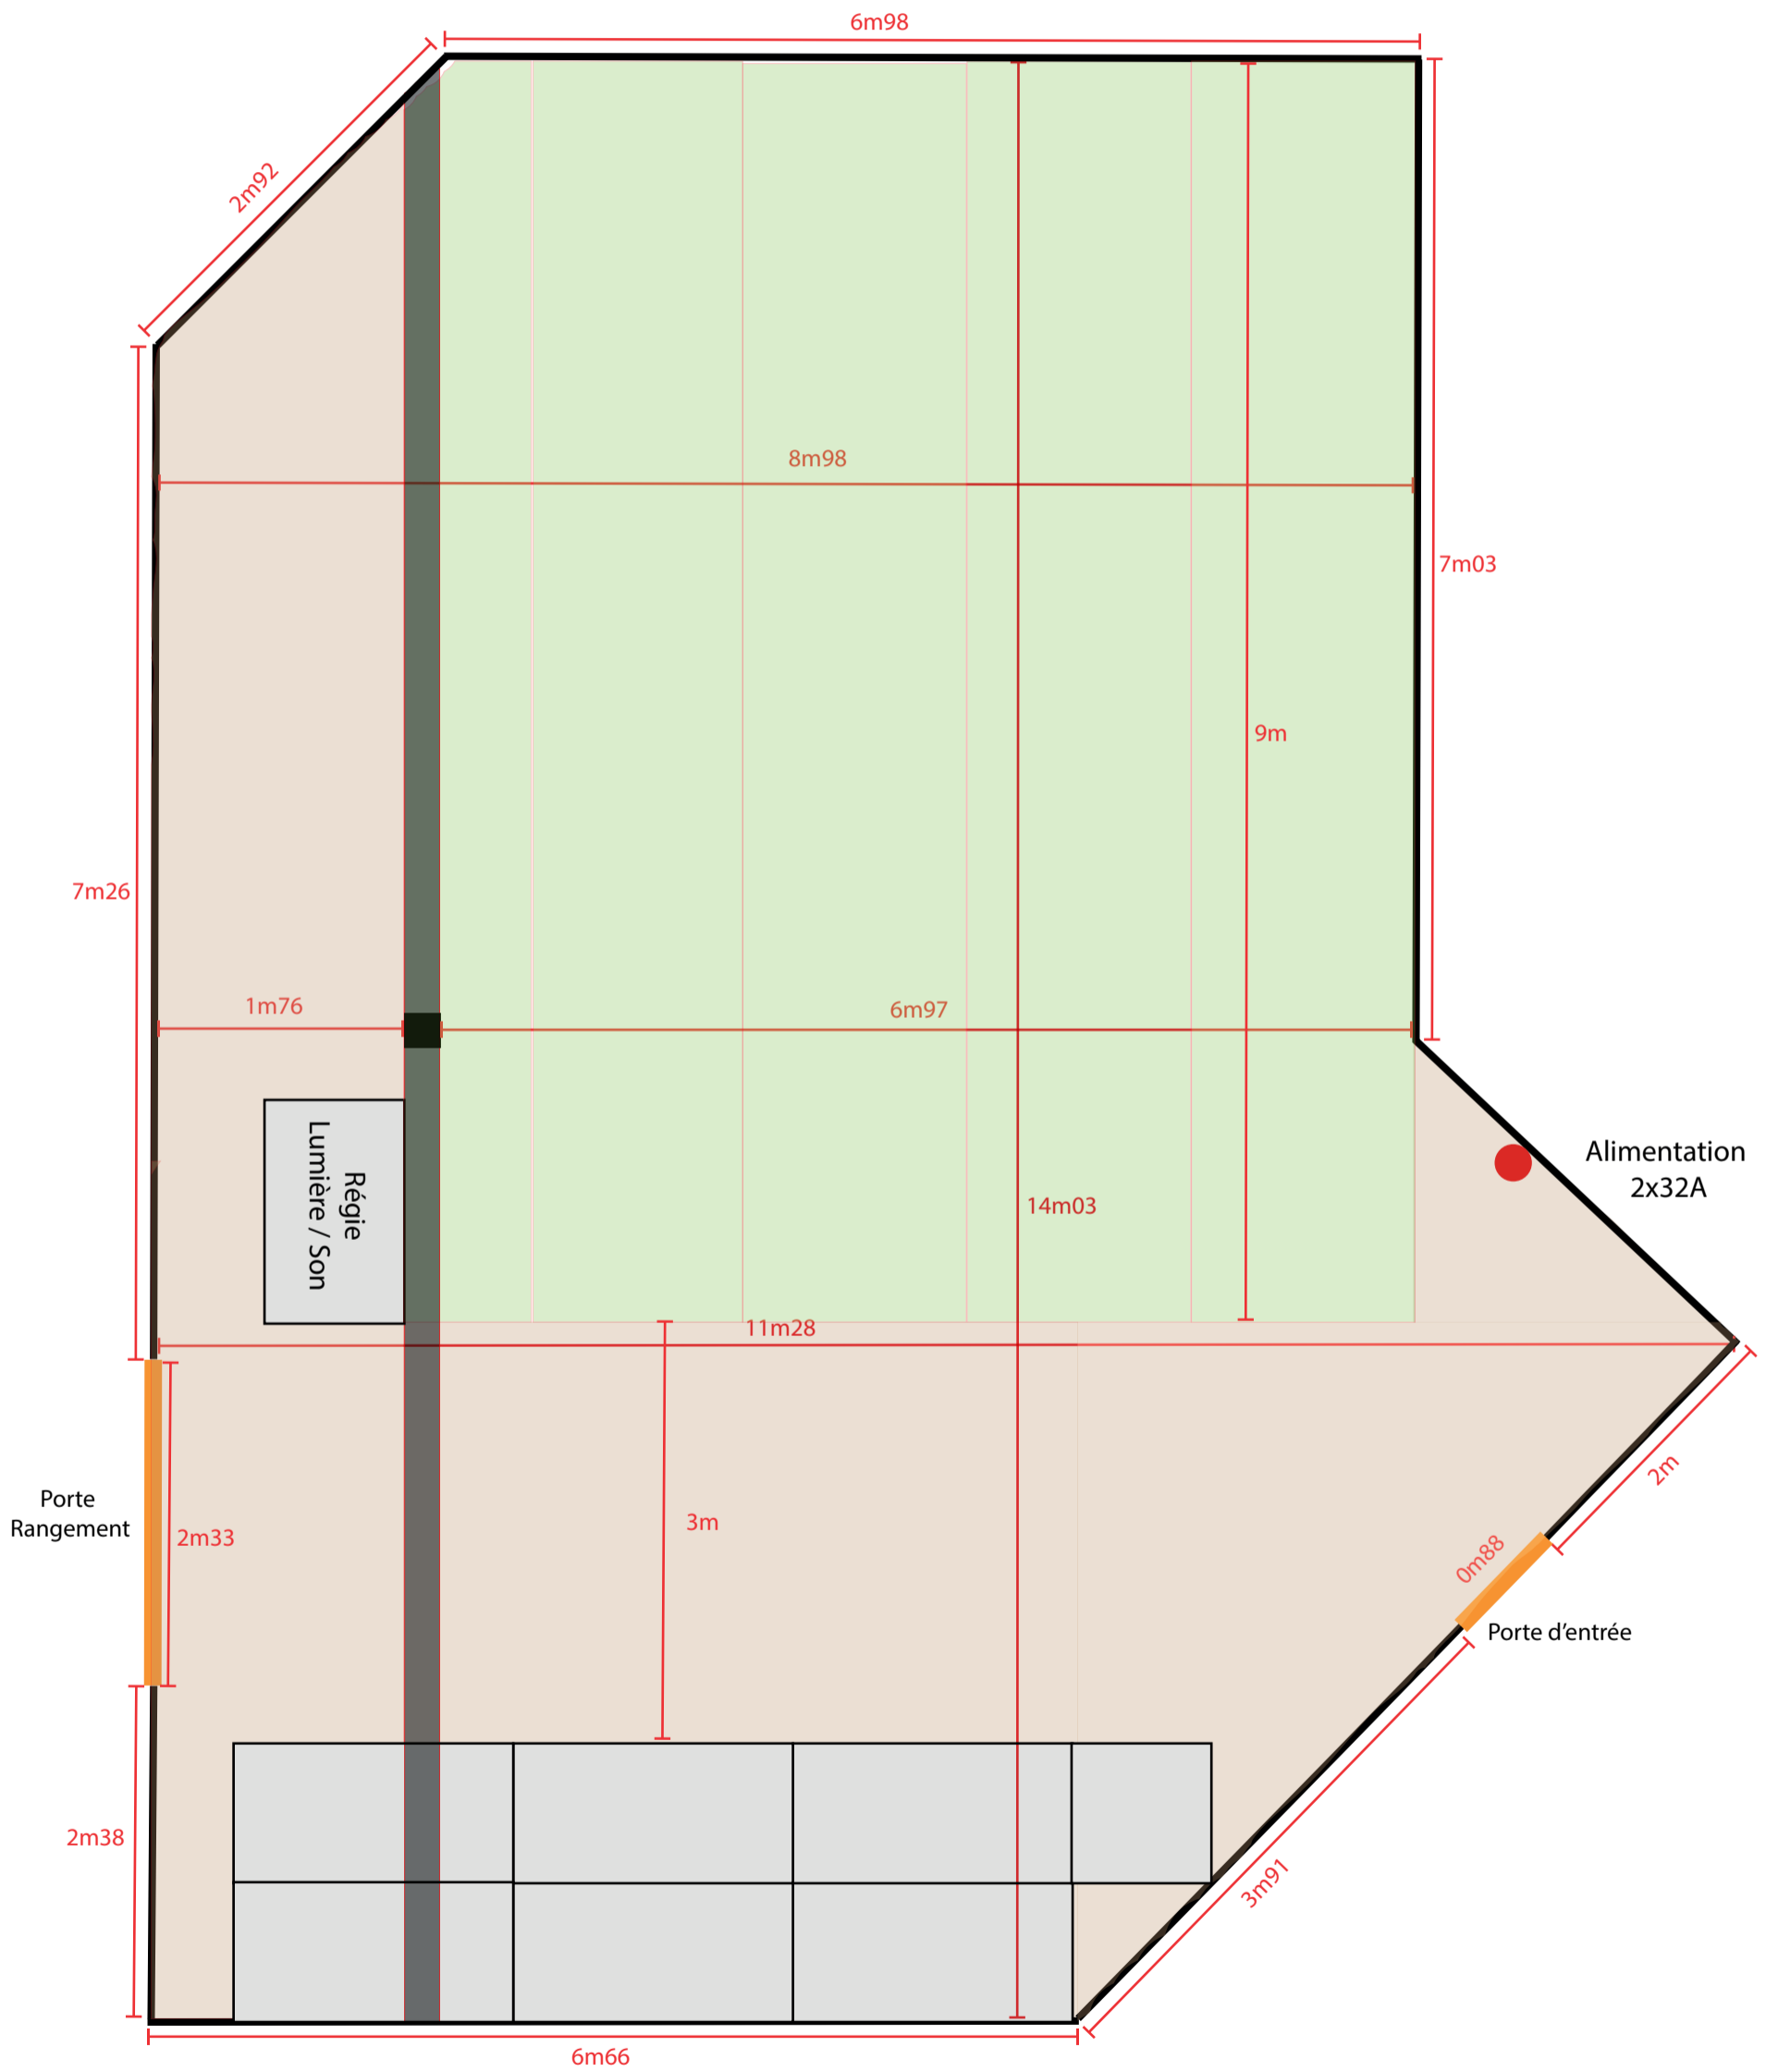 6m98
2m92
8m98
7m03
9m
7m26
1m76
6m97
Régie
Lumière / Son
Alimentation
2x32A
14m03
11m28
2m
Porte
Rangement
2m33
3m
0m88
Porte d’entrée
2m38
3m91
6m66